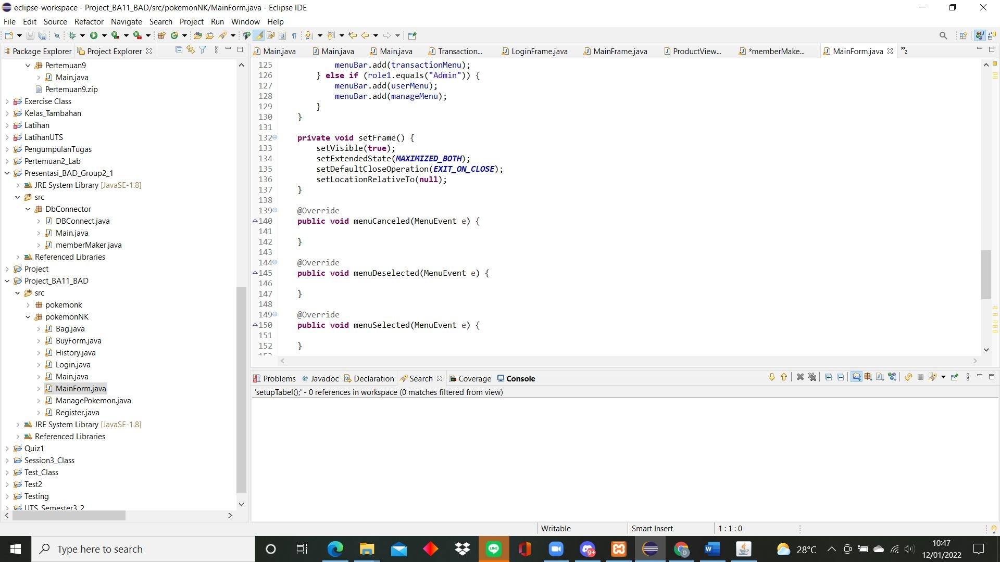 eclipse-workspace - Project_BA11_BAD/src/pokemonNK/MainForm.java - Eclipse IDE
File Edit Source Refactor Navigate Search Project Run Window Help
Package Explorer Project Explorer
Pertemuan9
Main.java
Pertemuan9.zip
Exercise Class
Kelas_Tambahan
Latihan
LatihanUTS
PengumpulanTugas
Pertemuan2_Lab
Presentasi_BAD_Group2_1
JRE System Library [JavaSE-1.8]
src
DbConnector
DBConnect.java
Main.java
memberMaker.java
Referenced Libraries
Project
Project_BA11_BAD
src
pokemonk
pokemonNK
Bag.java
BuyForm.java
History.java
Login.java
Main.java
MainForm.java
ManagePokemon.java
Register.java
JRE System Library [JavaSE-1.8]
Referenced Libraries
Quiz1
Session3_Class
Test_Class
Test2
Testing
UTS_Semester3_2
Main.java Main.java Main.java Transaction... LoginFrame.java MainFrame.java ProductView... *memberMake... MainForm.java »2
125 menuBar.add(transactionMenu);
126 } else if (role1.equals("Admin")) {
127 menuBar.add(userMenu);
128 menuBar.add(manageMenu);
129 }
130 }
131
132 private void setFrame() {
133 setVisible(true);
134 setExtendedState(MAXIMIZED_BOTH);
135 setDefaultCloseOperation(EXIT_ON_CLOSE);
136 setLocationRelativeTo(null);
137 }
138
139 @Override
140 public void menuCanceled(MenuEvent e) {
141
142 }
143
144 @Override
145 public void menuDeselected(MenuEvent e) {
146
147 }
148
149 @Override
150 public void menuSelected(MenuEvent e) {
151
152 }
Problems Javadoc Declaration Search Coverage Console
'setupTabel();' - 0 references in workspace (0 matches filtered from view)
Writable Smart Insert 1 : 1 : 0
Type here to search
LINE
9+
D
W
28°C
10:47
12/01/2022